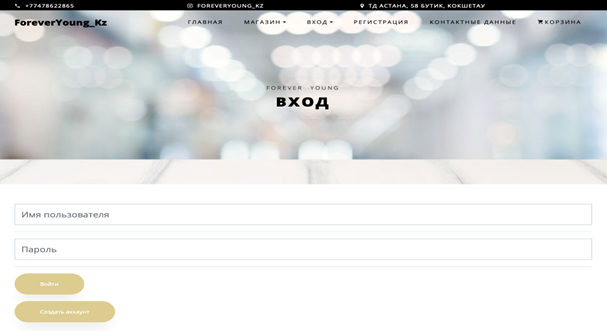 +77478622865 FOREVERYOUNG_KZ ТД АСТАНА, 58 БУТИК, КОКШЕТАУ
ForeverYoung_Kz ГЛАВНАЯ МАГАЗИН ВХОД РЕГИСТРАЦИЯ КОНТАКТНЫЕ ДАННЫЕ КОРЗИНА
FOREVER YOUNG
ВХОД
Имя пользователя
Пароль
Войти
Создать аккаунт